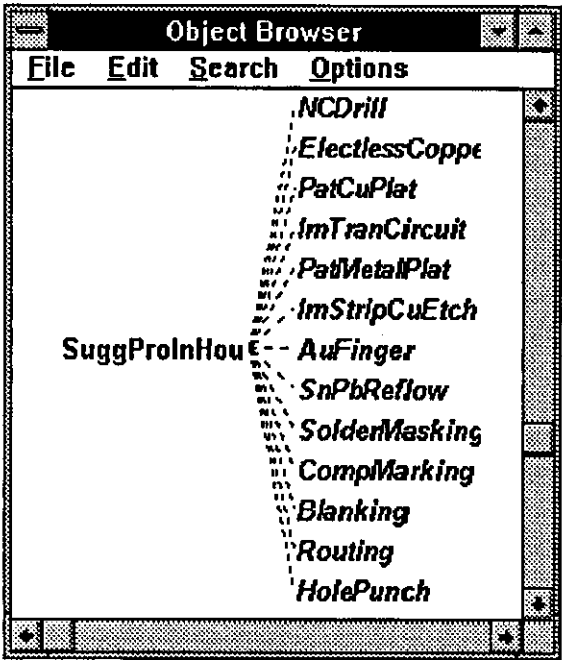 Object Browser
File Edit Search Options
NCDrill
ElectlessCoppe
PatCuPlat
ImTranCircuit
PatMetalPlat
ImStripCuEtch
SuggProInHou AuFinger
SnPbReflow
SolderMasking
CompMarking
Blanking
Routing
HolePunch